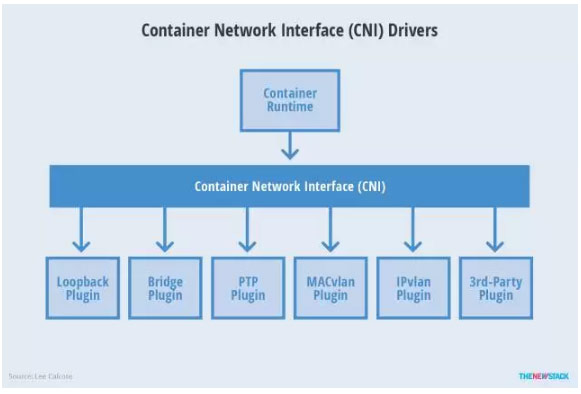 Container Network Interface (CNI) Drivers
Container
Runtime
Container Network Interface (CNI)
Loopback
Plugin
Bridge
Plugin
PTP
Plugin
MACvlan
Plugin
IPvlan
Plugin
3rd-Party
Plugin
Source: Lee Calcote
THENEWSTACK